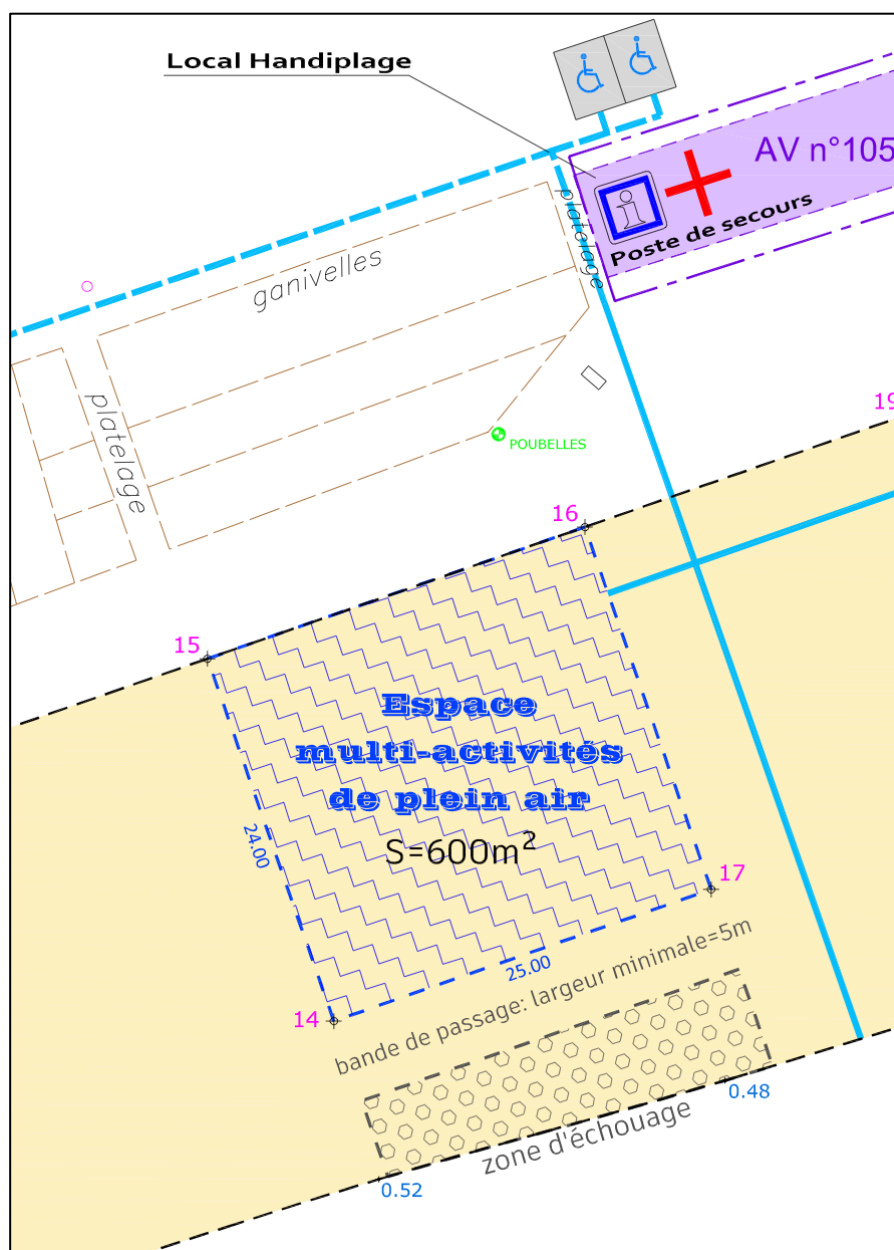 Local Handiplage
AV n°105
platelage
Poste de secours
ganivelles
platelage
19
POUBELLES
16
15
Espace
multi-activités
de plein air
S=600m²
24.00
17
25.00
14
bande de passage: largeur minimale=5m
0.48
zone d'échouage
0.52